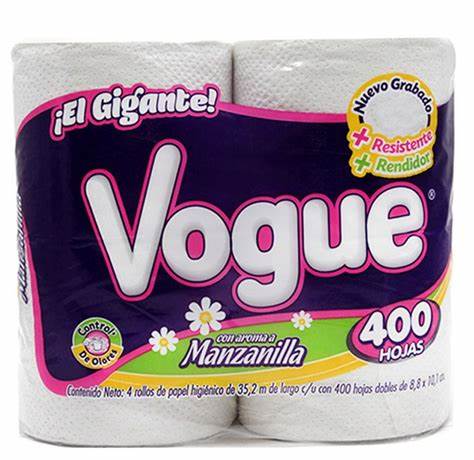 ¡El Gigante!
Nuevo Grabado
+ Resistente
+ Rendidor
Vogue®
Manzanilla
Control
De Olores
con aroma a
Manzanilla
400
HOJAS
Contenido Neto: 4 rollos de papel higiénico de 35,2 m de largo c/u con 400 hojas dobles de 8,8 x 10,1